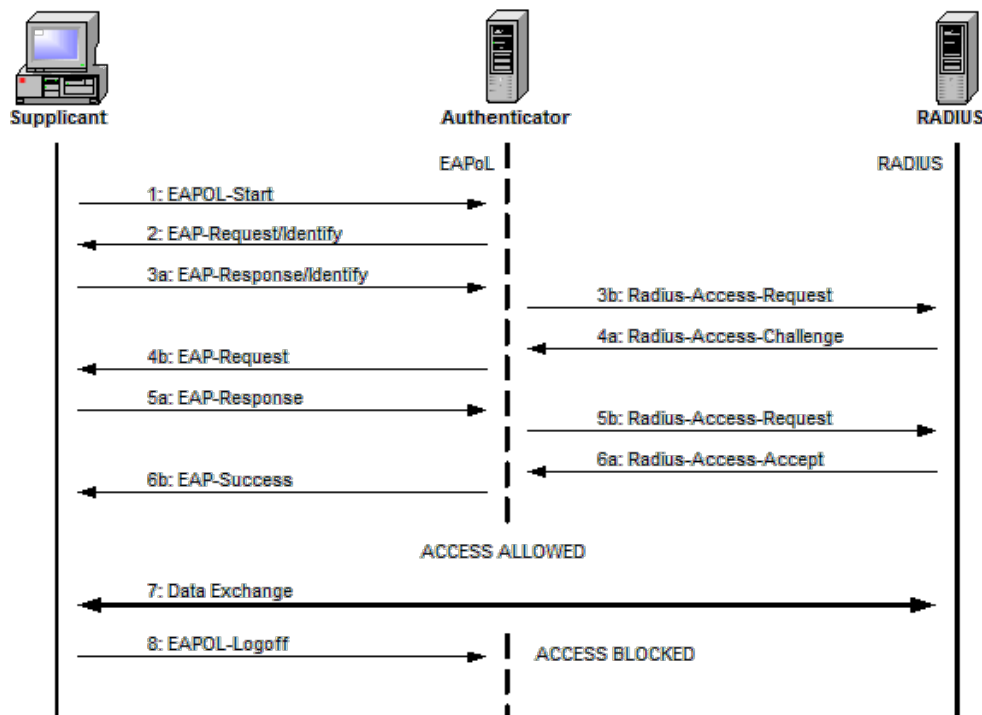 Supplicant
Authenticator
RADIUS
EAPoL
RADIUS
1: EAPOL-Start
2: EAP-Request/Identify
3a: EAP-Response/Identify
3b: Radius-Access-Request
4a: Radius-Access-Challenge
4b: EAP-Request
5a: EAP-Response
5b: Radius-Access-Request
6a: Radius-Access-Accept
6b: EAP-Success
ACCESS ALLOWED
7: Data Exchange
8: EAPOL-Logoff
ACCESS BLOCKED